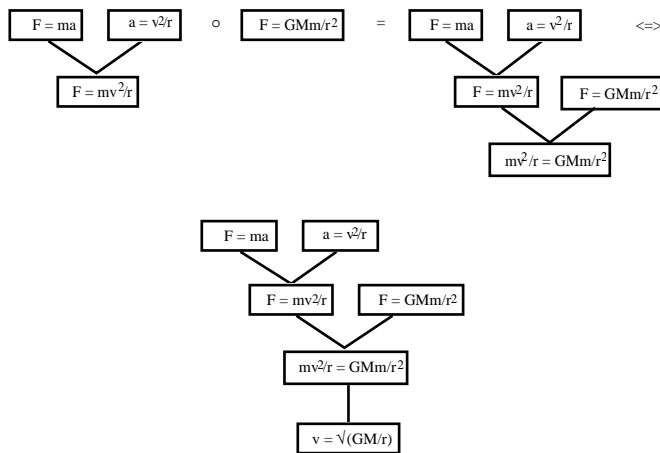 F = ma a = v²/r o F = GMm/r² = F = ma a = v²/r <=>
F = mv²/r F = mv²/r F = GMm/r²
mv²/r = GMm/r²
F = ma a = v²/r
F = mv²/r F = GMm/r²
mv²/r = GMm/r²
v = √(GM/r)